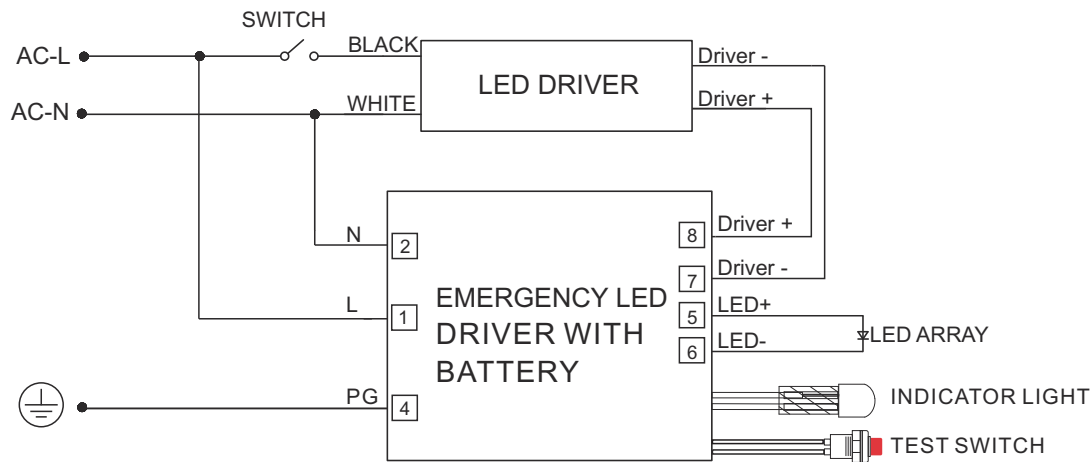 SWITCH
AC-L
BLACK
LED DRIVER
Driver -
AC-N
WHITE
Driver +
N
2
8
Driver +
7
Driver -
L
1
EMERGENCY LED
DRIVER WITH
BATTERY
5
LED+
6
LED-
LED ARRAY
PG
4
INDICATOR LIGHT
TEST SWITCH